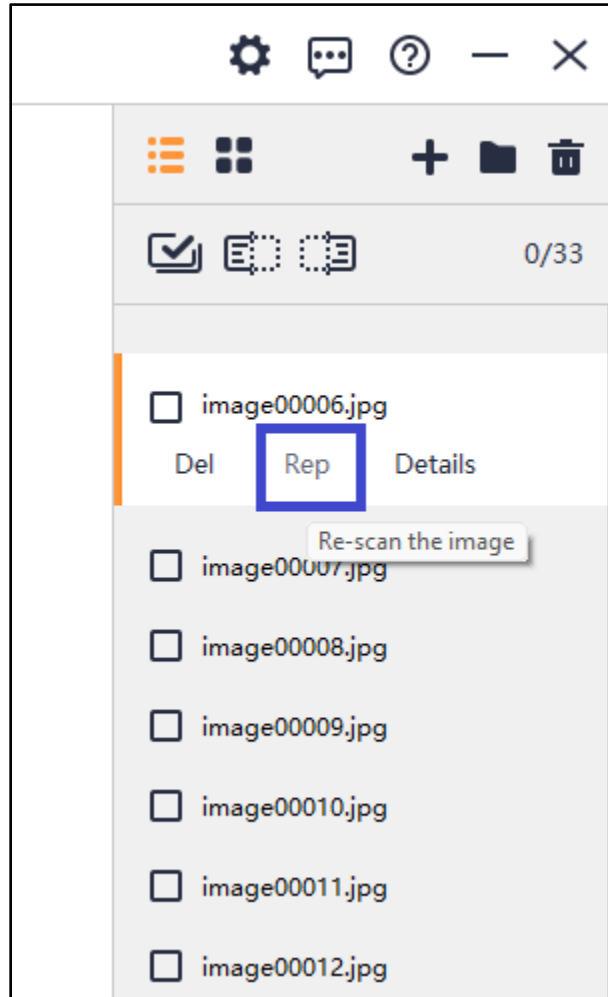 0/33
image00006.jpg
Del Rep Details
Re-scan the image
image00007.jpg
image00008.jpg
image00009.jpg
image00010.jpg
image00011.jpg
image00012.jpg